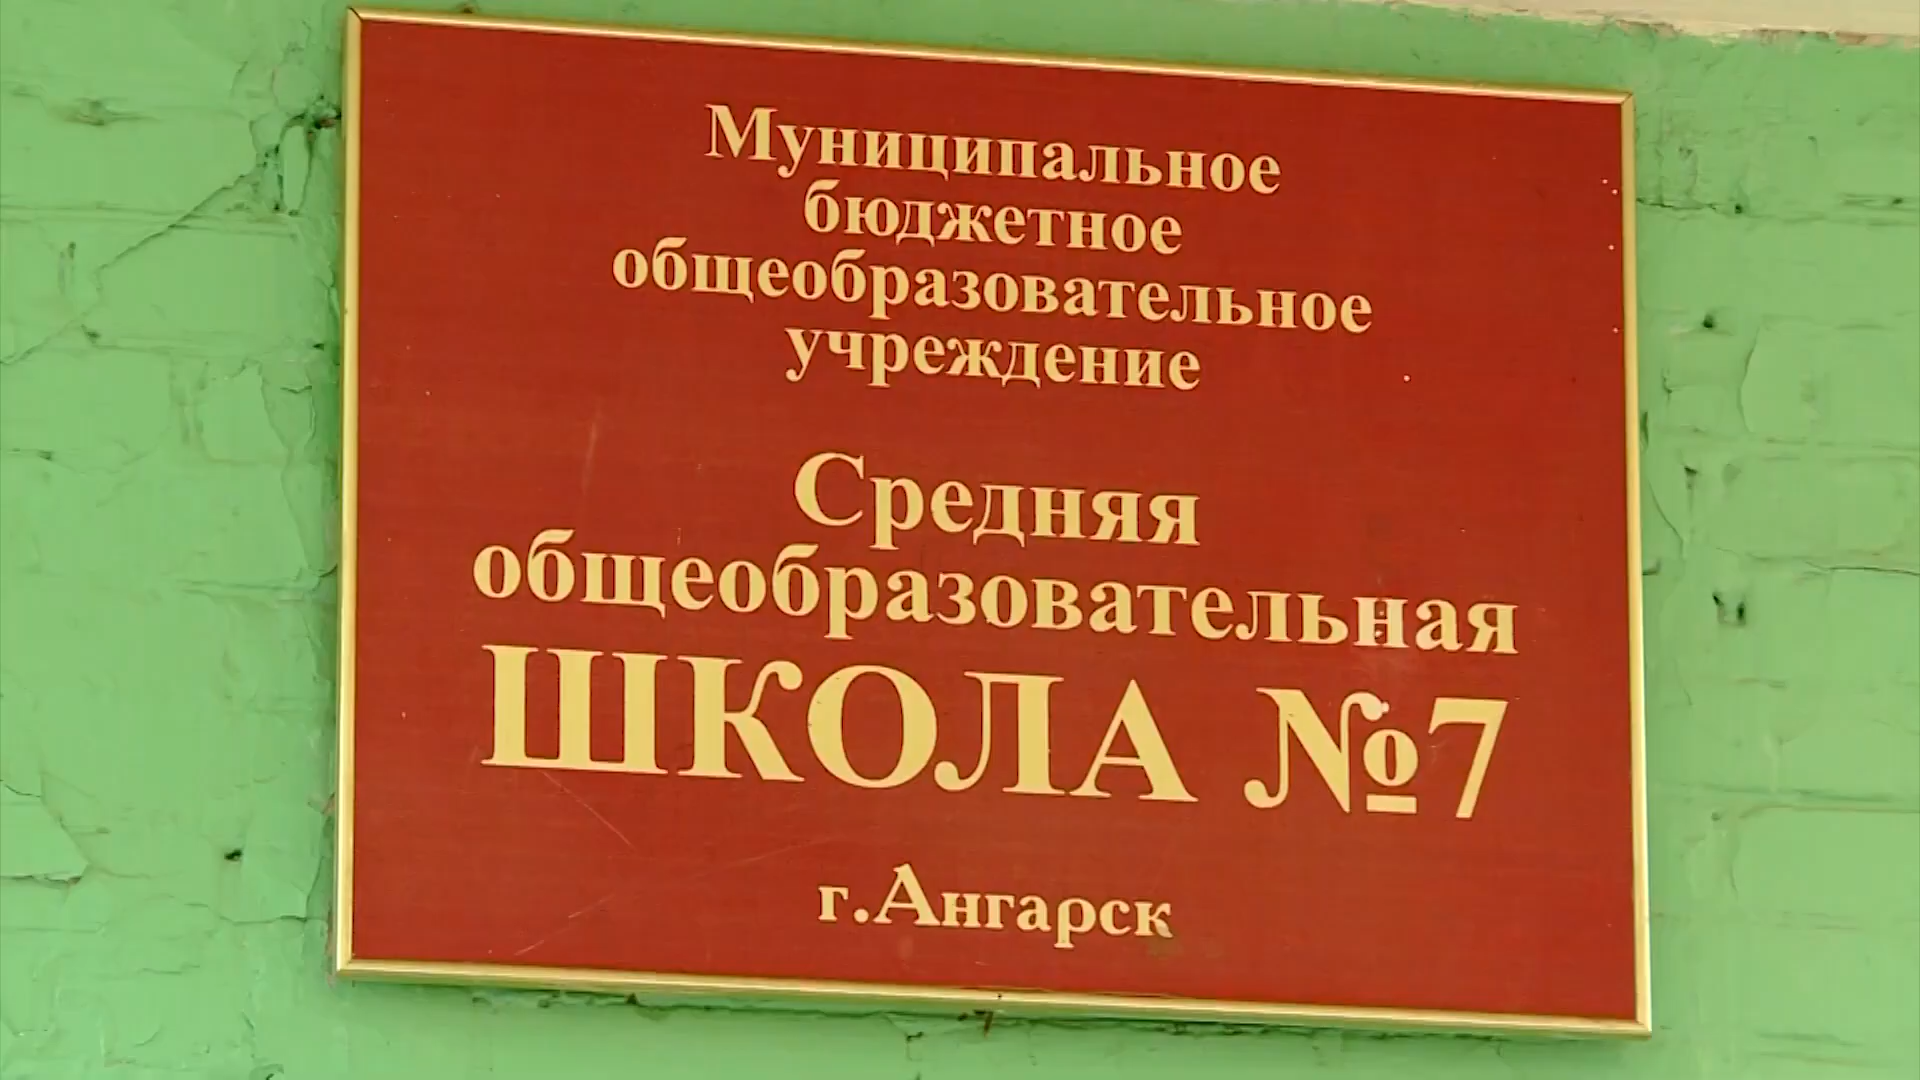 Муниципальное
бюджетное
общеобразовательное
учреждение
Средняя
общеобразовательная
ШКОЛА №7
г.Ангарск